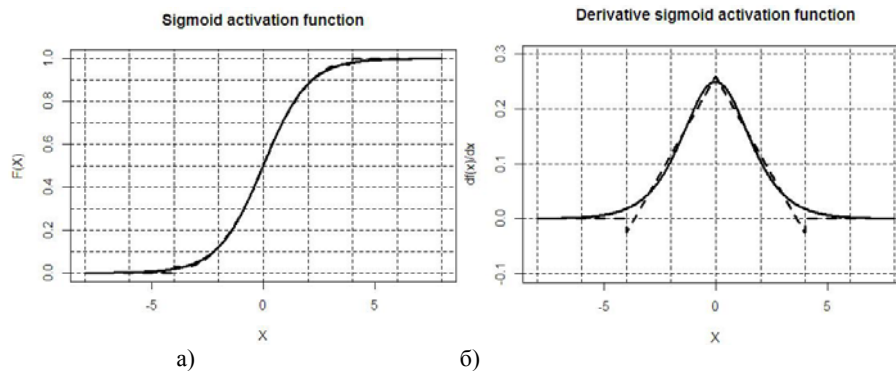 Sigmoid activation function
F(X)
1.0
0.8
0.6
0.4
0.2
0.0
-5
0
5
X
а)
Derivative sigmoid activation function
df(x)/dx
0.3
0.2
0.1
0.0
-0.1
-5
0
5
X
б)